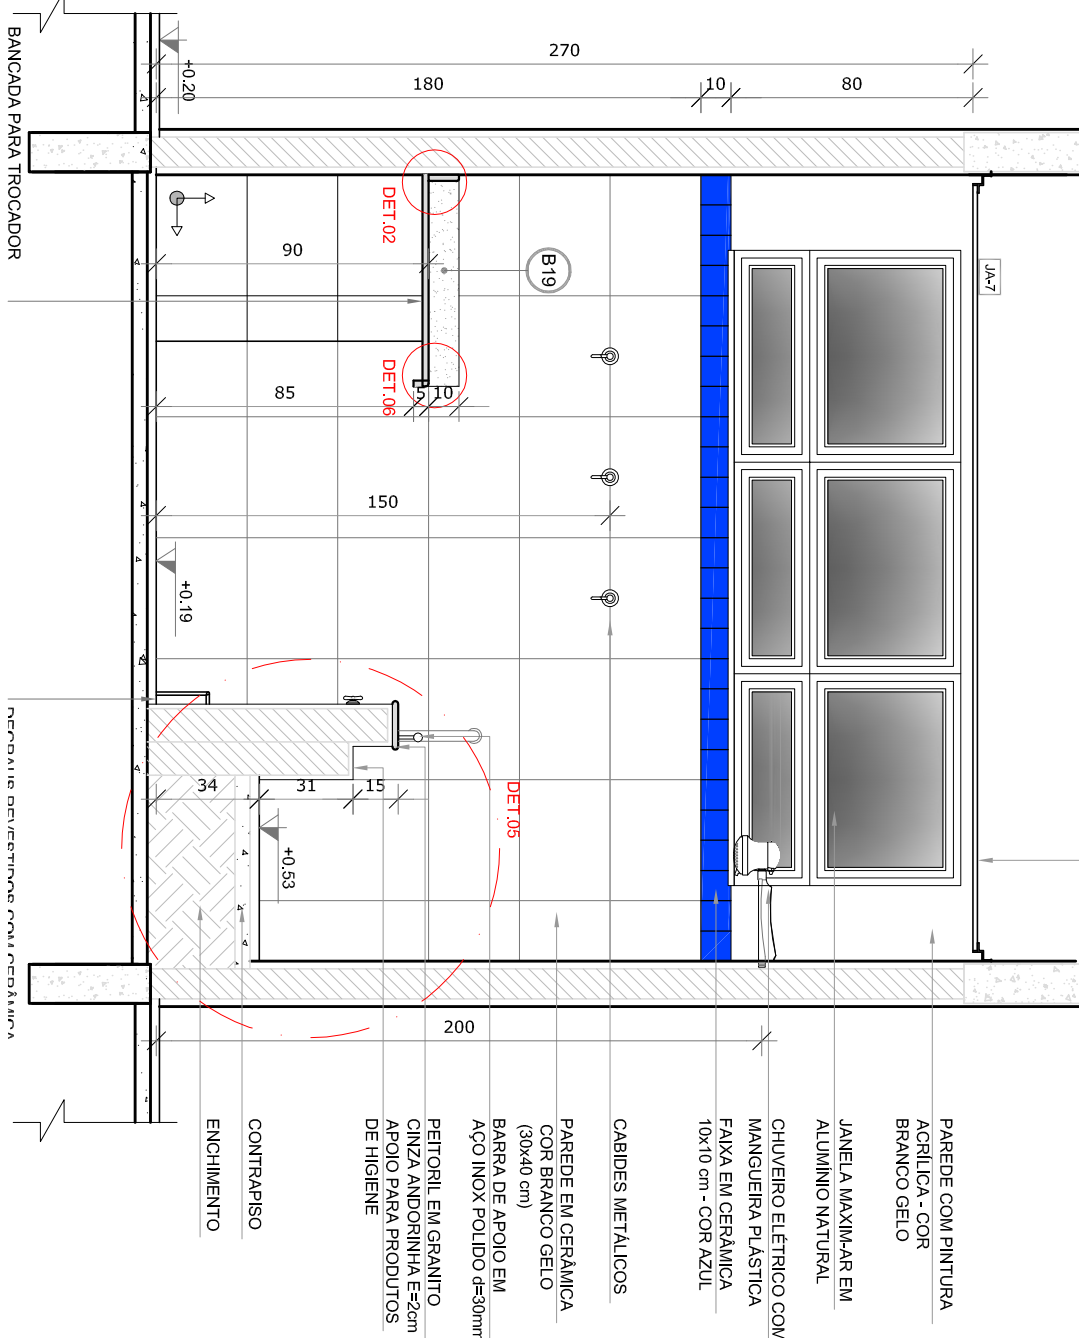 270
180
10
80
+0.20
BANCADA PARA TROCADOR
DET.02
90
B19
JA-7
DET.06
85
5
10
150
+0.19
34
31
15
DET.05
+0.53
200
PAREDE COM PINTURA
ACRÍLICA - COR
BRANCO GELO
JANELA MAXIM-AR EM
ALUMÍNIO NATURAL
CHUVEIRO ELÉTRICO COM
MANGUEIRA PLÁSTICA
FAIXA EM CERÂMICA
10x10 cm - COR AZUL
CABIDES METÁLICOS
PAREDE EM CERÂMICA
COR BRANCO GELO
(30x40 cm)
BARRA DE APOIO EM
AÇO INOX POLIDO d=30mm
PEITORIL EM GRANITO
CINZA ANDORINHA E=2cm
APOIO PARA PRODUTOS
DE HIGIENE
CONTRAPISO
ENCHIMENTO
DEGRAUS REVESTIDOS COM CERÂMICA